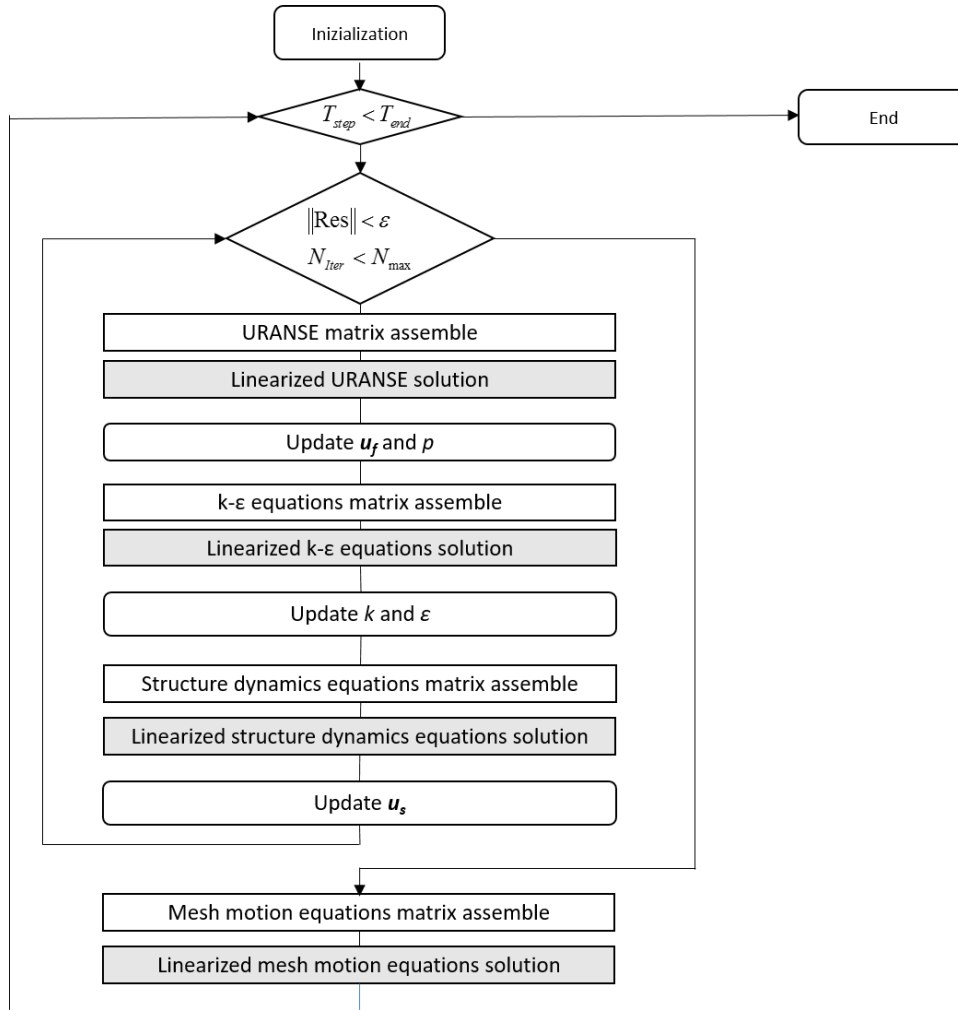 Inizialization
T_step < T_end
End
‖Res‖ < ε
N_Iter < N_max
URANSE matrix assemble
Linearized URANSE solution
Update u_f and p
k-ε equations matrix assemble
Linearized k-ε equations solution
Update k and ε
Structure dynamics equations matrix assemble
Linearized structure dynamics equations solution
Update u_s
Mesh motion equations matrix assemble
Linearized mesh motion equations solution